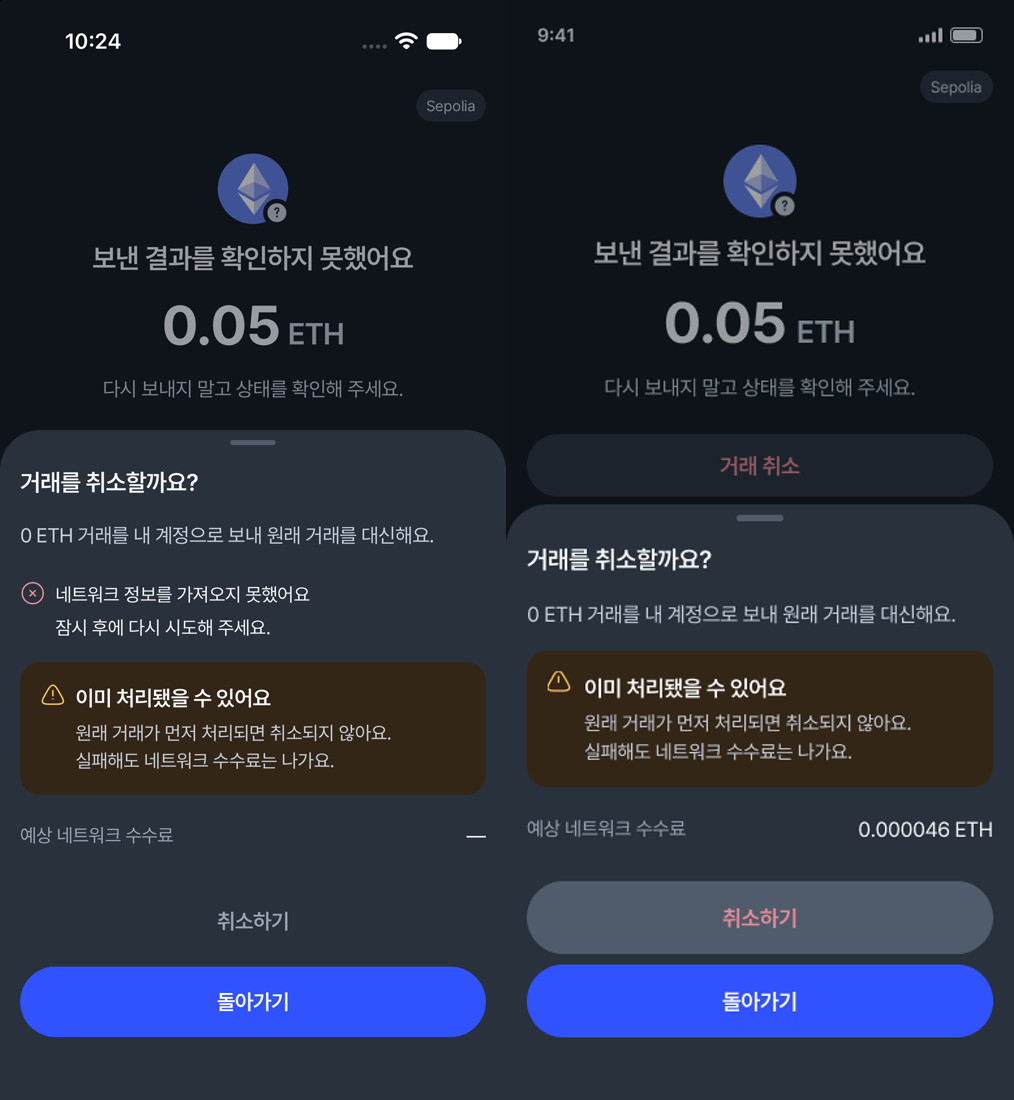 10:24
Sepolia
?
보낸 결과를 확인하지 못했어요
0.05 ETH
다시 보내지 말고 상태를 확인해 주세요.
거래를 취소할까요?
0 ETH 거래를 내 계정으로 보내 원래 거래를 대신해요.
네트워크 정보를 가져오지 못했어요
잠시 후에 다시 시도해 주세요.
이미 처리됐을 수 있어요
원래 거래가 먼저 처리되면 취소되지 않아요.
실패해도 네트워크 수수료는 나가요.
예상 네트워크 수수료 —
취소하기
돌아가기
9:41
Sepolia
?
보낸 결과를 확인하지 못했어요
0.05 ETH
다시 보내지 말고 상태를 확인해 주세요.
거래 취소
거래를 취소할까요?
0 ETH 거래를 내 계정으로 보내 원래 거래를 대신해요.
이미 처리됐을 수 있어요
원래 거래가 먼저 처리되면 취소되지 않아요.
실패해도 네트워크 수수료는 나가요.
예상 네트워크 수수료 0.000046 ETH
취소하기
돌아가기